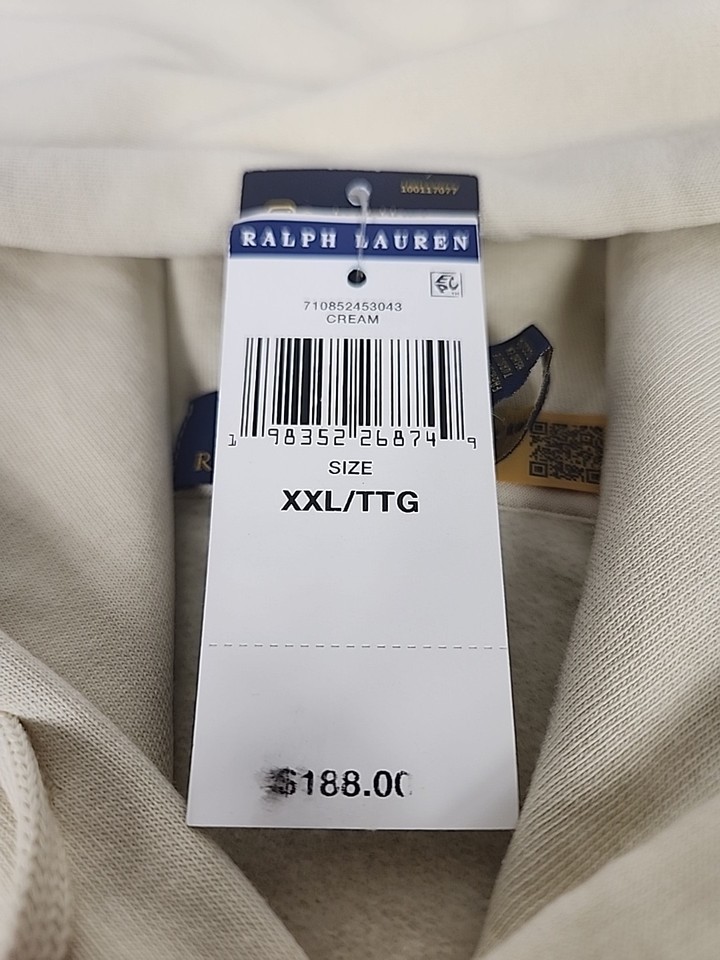 100117077
RALPH LAUREN
710852453043
CREAM
1 98352 26874 9
SIZE
XXL/TTG
$188.00
R